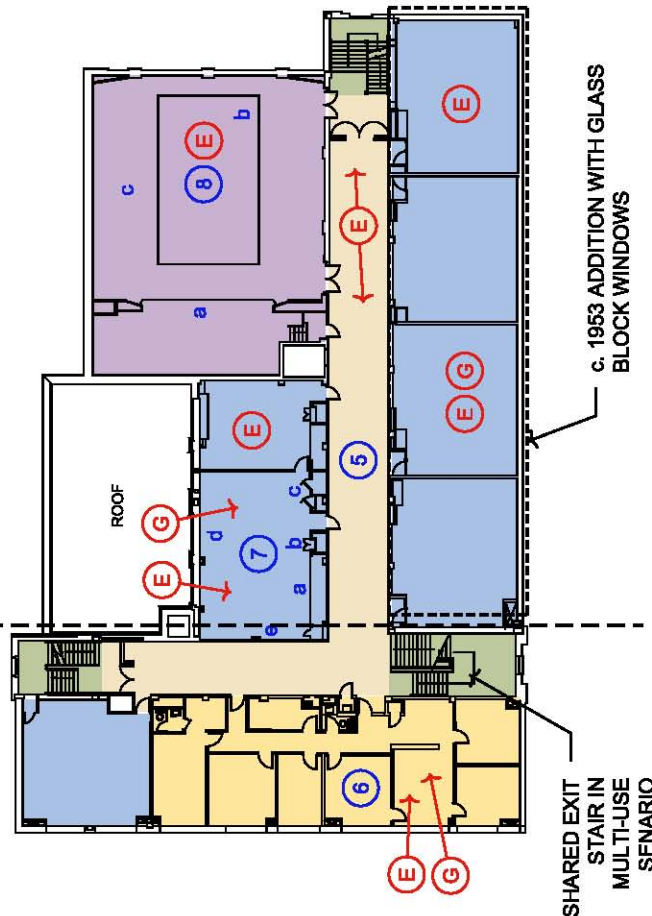 E
G
6
ROOF
E
G
7
a
b
c
d
e
E
5
E
8
E
a
b
c
E
G
E
SHARED EXIT
STAIR IN
MULTI-USE
SENARIO
c. 1953 ADDITION WITH GLASS
BLOCK WINDOWS